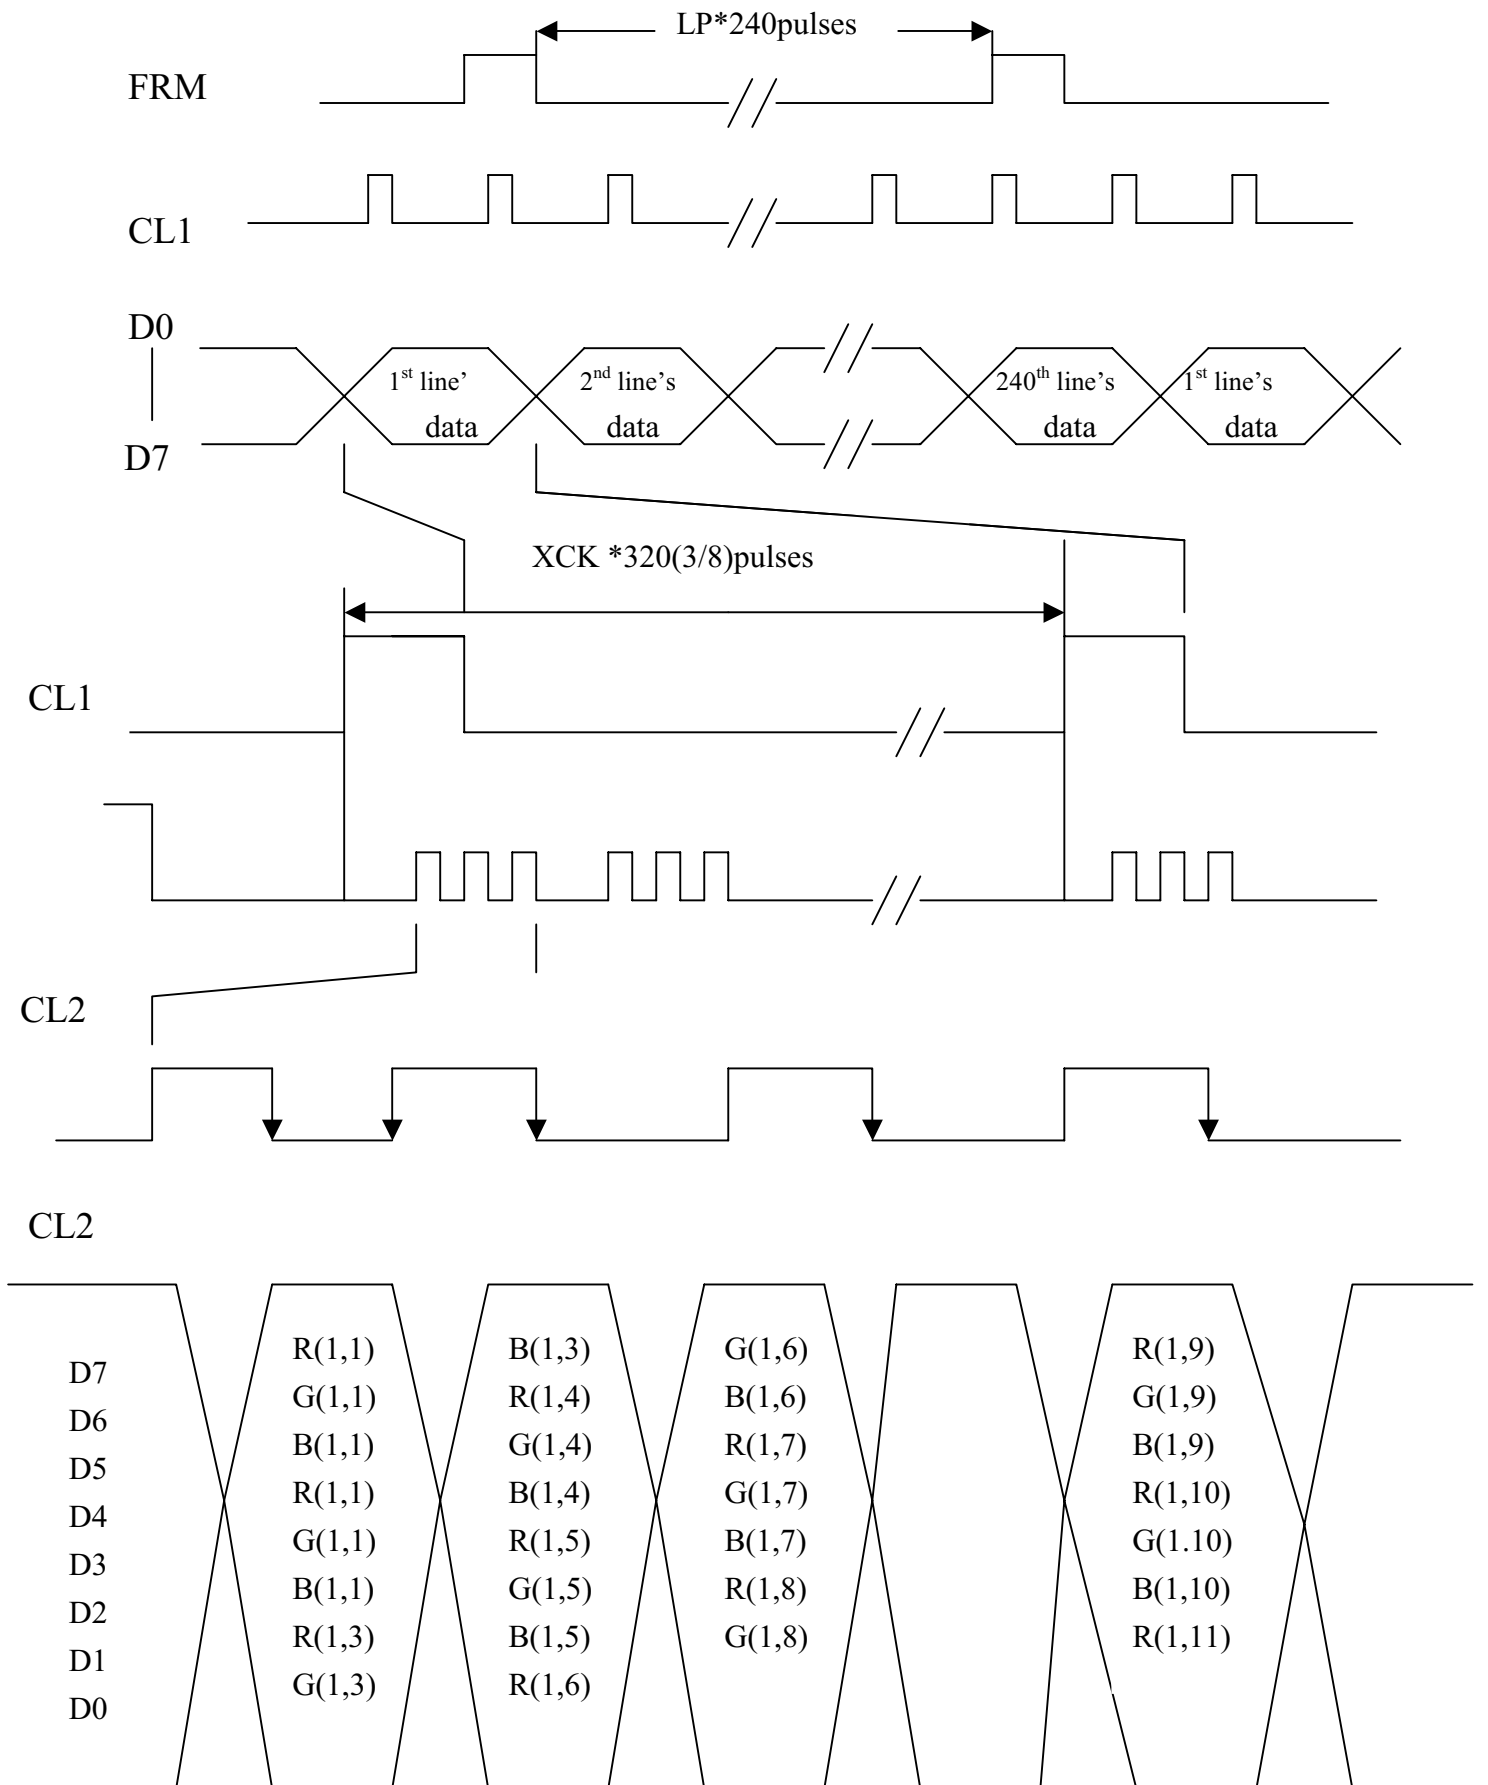 LP*240pulses
FRM
CL1
D0
1st line'
data
2nd line's
data
240th line's
data
1st line's
data
D7
XCK *320(3/8)pulses
CL1
CL2
CL2
D7
D6
D5
D4
D3
D2
D1
D0
R(1,1)
G(1,1)
B(1,1)
R(1,1)
G(1,1)
B(1,1)
R(1,3)
G(1,3)
B(1,3)
R(1,4)
G(1,4)
B(1,4)
R(1,5)
G(1,5)
B(1,5)
R(1,6)
G(1,6)
B(1,6)
R(1,7)
G(1,7)
B(1,7)
R(1,8)
G(1,8)
R(1,9)
G(1,9)
B(1,9)
R(1,10)
G(1.10)
B(1,10)
R(1,11)